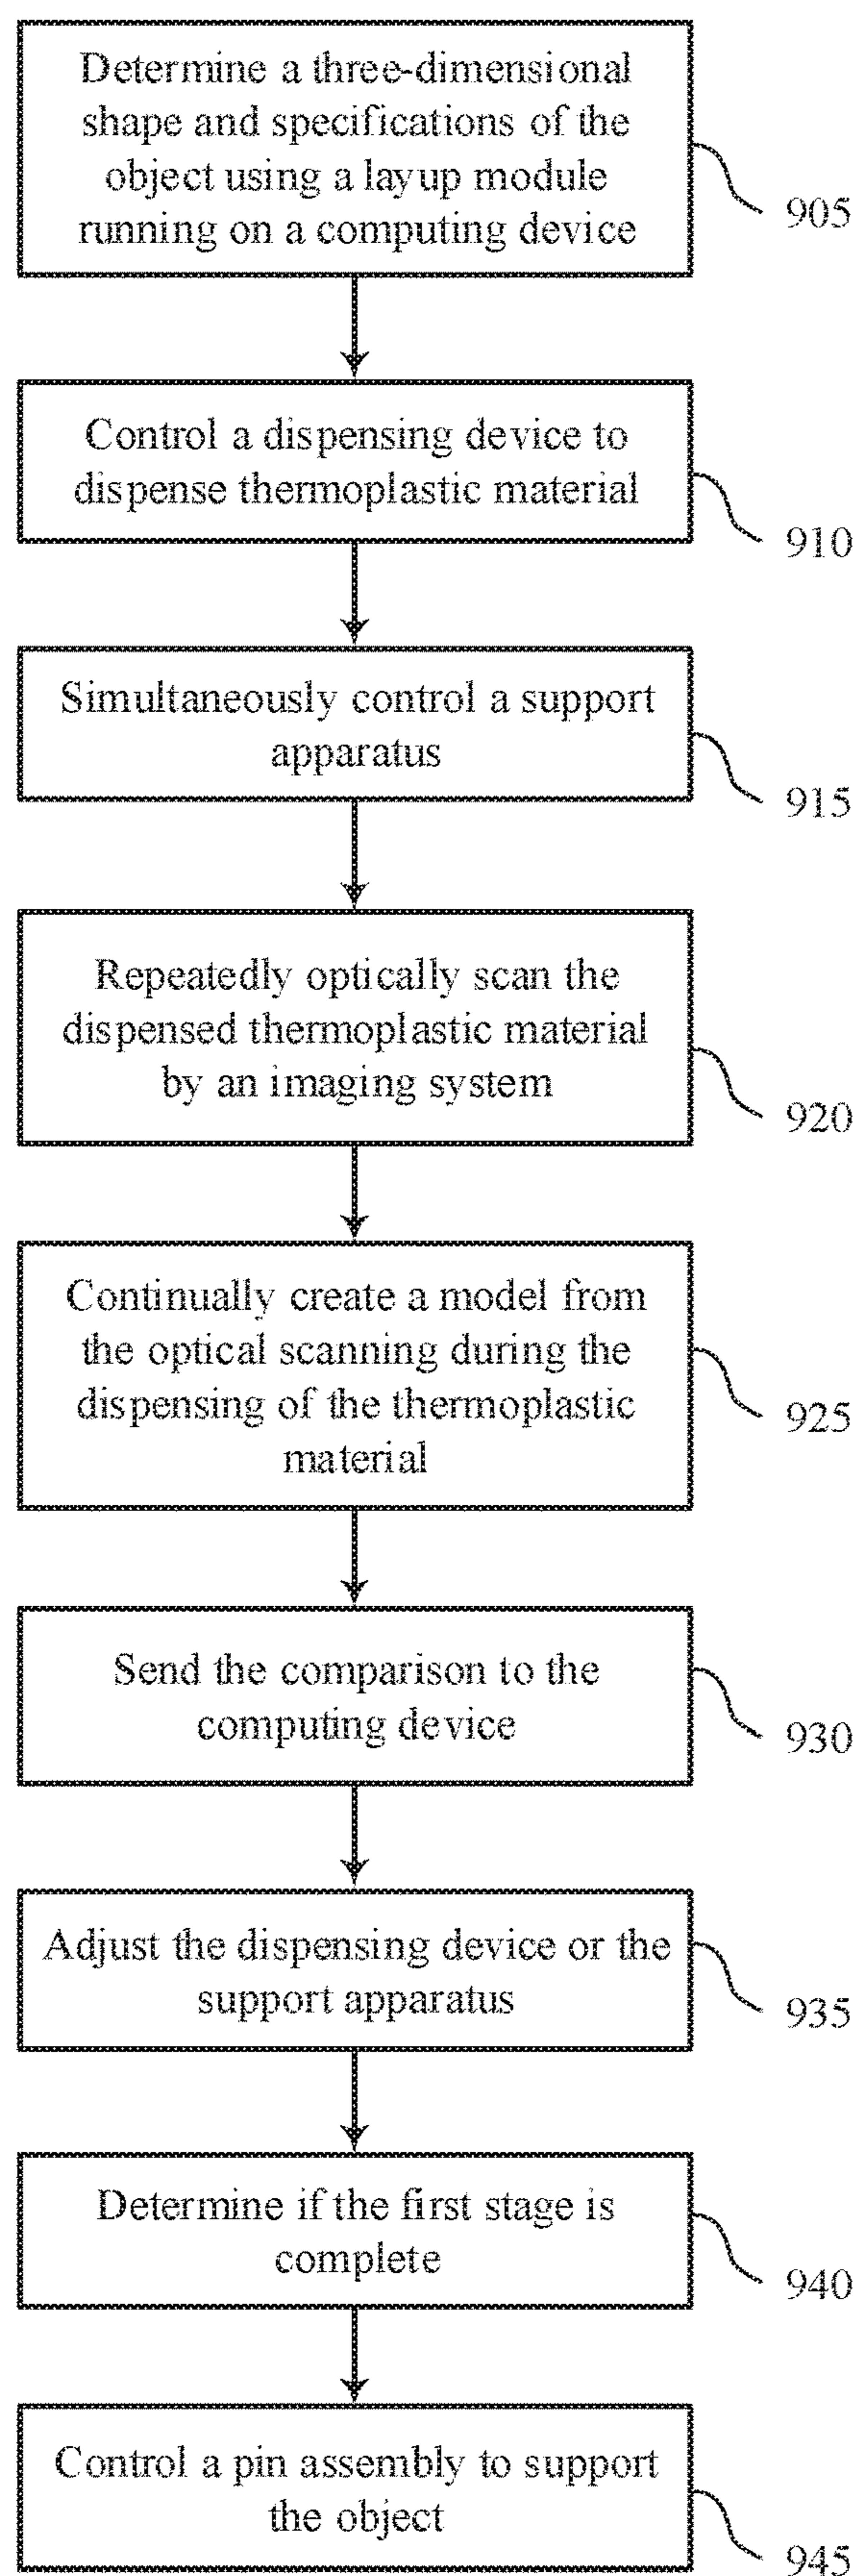 Determine a three-dimensional
shape and specifications of the
object using a layup module
running on a computing device
905
Control a dispensing device to
dispense thermoplastic material
910
Simultaneously control a support
apparatus
915
Repeatedly optically scan the
dispensed thermoplastic material
by an imaging system
920
Continually create a model from
the optical scanning during the
dispensing of the thermoplastic
material
925
Send the comparison to the
computing device
930
Adjust the dispensing device or the
support apparatus
935
Determine if the first stage is
complete
940
Control a pin assembly to support
the object
945